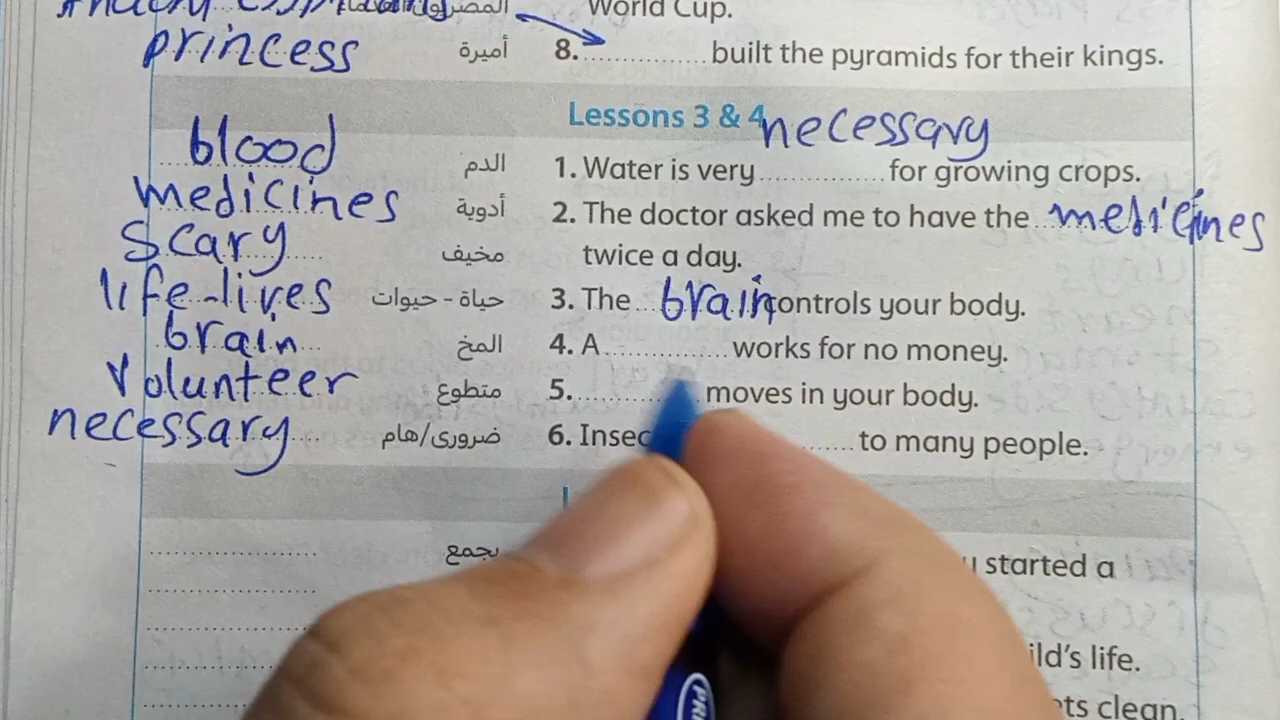 المصريون القدماء World Cup.
princess أميرة 8. .............. built the pyramids for their kings.
Lessons 3 & 4
blood الدم 1. Water is very necessary for growing crops.
medicines أدوية 2. The doctor asked me to have the medicines
scary مخيف twice a day.
life-lives حياة - حيوات 3. The brain controls your body.
brain المخ 4. A .............. works for no money.
volunteer متطوع 5. .............. moves in your body.
necessary ضرورى/هام 6. Insec .............. to many people.
يجمع started a
ild's life.
ts clean.